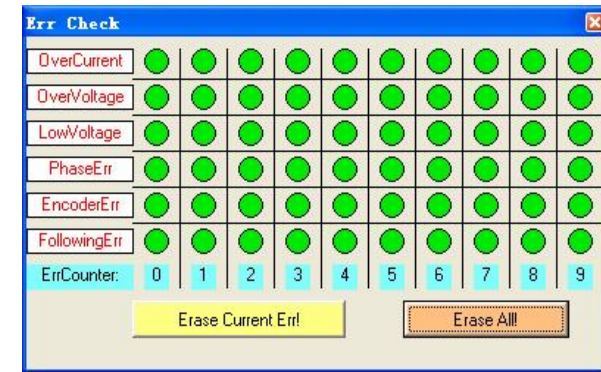 Err Check
OverCurrent
OverVoltage
LowVoltage
PhaseErr
EncoderErr
FollowingErr
ErrCounter: 0 1 2 3 4 5 6 7 8 9
Erase Current Err! Erase All!